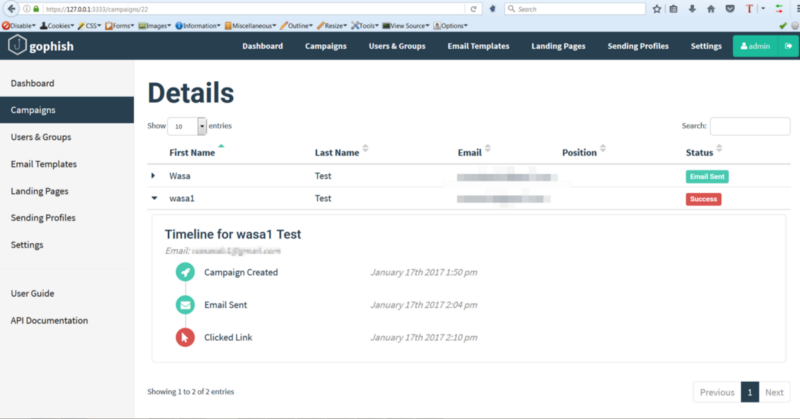 https://127.0.0.1:3333/campaigns/22 Search
Disable Cookies CSS Forms Images Information Miscellaneous Outline Resize Tools View Source Options
gophish Dashboard Campaigns Users & Groups Email Templates Landing Pages Sending Profiles Settings admin
Dashboard
Campaigns
Users & Groups
Email Templates
Landing Pages
Sending Profiles
Settings
User Guide
API Documentation
Details
Show 10 entries Search:
First Name Last Name Email Position Status
Wasa Test Email Sent
wasa1 Test Success
Timeline for wasa1 Test
Email:
Campaign Created January 17th 2017 1:50 pm
Email Sent January 17th 2017 2:04 pm
Clicked Link January 17th 2017 2:10 pm
Showing 1 to 2 of 2 entries Previous 1 Next